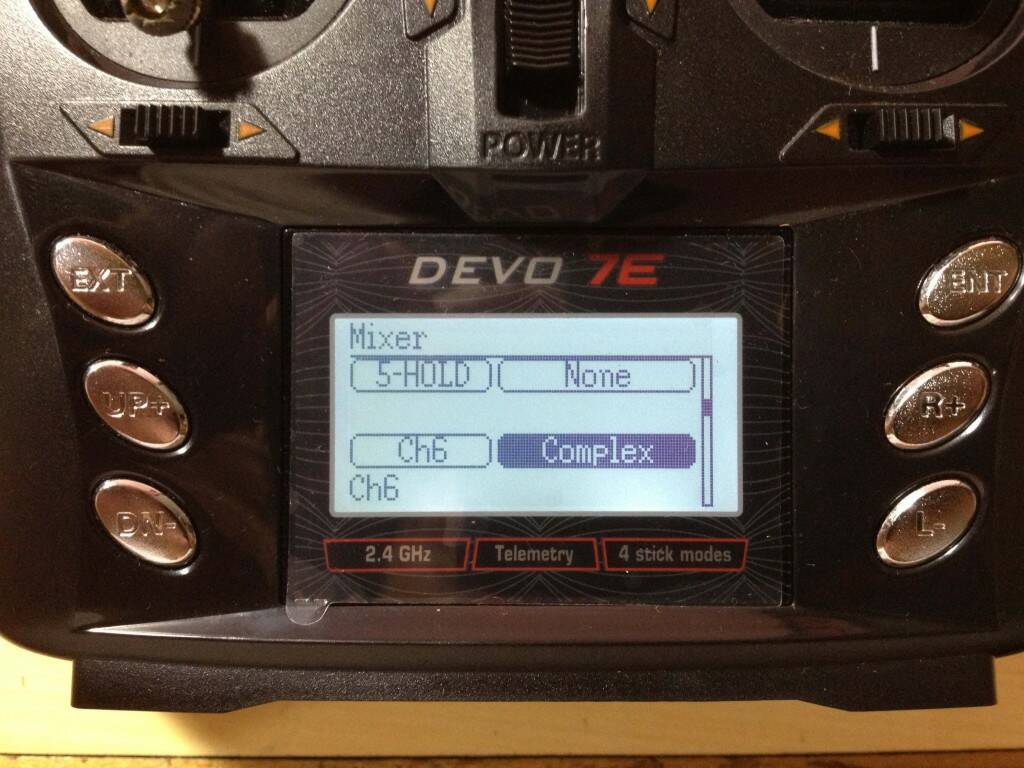 POWER
DEVO 7E
EXT
ENT
Mixer
5-HOLD None
UP+
R+
Ch6 Complex
Ch6
DN-
L-
2.4 GHz Telemetry 4 stick modes